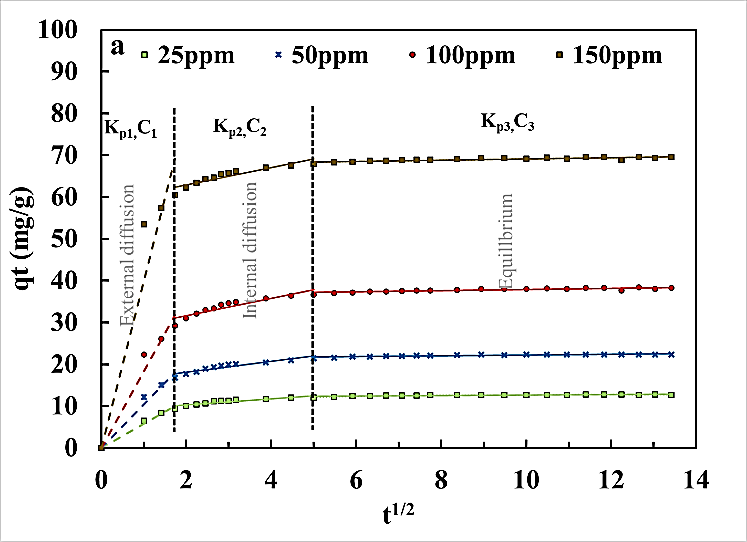 100
90
80
70
60
50
40
30
20
10
0
qt (mg/g)
a
25ppm
50ppm
100ppm
150ppm
Kp1,C1
Kp2,C2
Kp3,C3
External diffusion
Internal diffusion
Equillbrium
0
2
4
6
8
10
12
14
t1/2